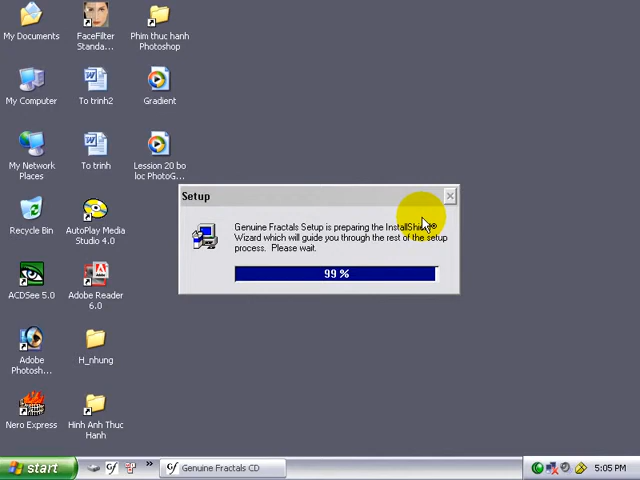 My Documents
FaceFilter
Standa...
Phim thuc hanh
Photoshop
My Computer
To trinh2
Gradient
My Network
Places
To trinh
Lession 20 bo
loc PhotoG...
Recycle Bin
AutoPlay Media
Studio 4.0
ACDSee 5.0
Adobe Reader
6.0
Adobe
Photosh...
H_nhung
Nero Express
Hinh Anh Thuc
Hanh
Setup
Genuine Fractals Setup is preparing the InstallShield®
Wizard which will guide you through the rest of the setup
process. Please wait.
99 %
start
Genuine Fractals CD
5:05 PM